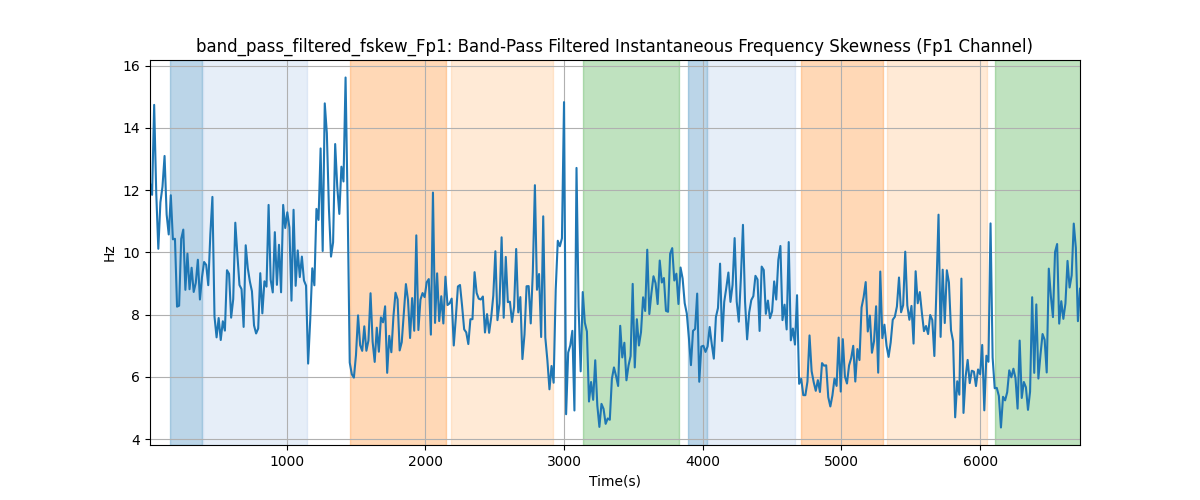 band_pass_filtered_fskew_Fp1: Band-Pass Filtered Instantaneous Frequency Skewness (Fp1 Channel)
16
14
12
10
8
6
4
Hz
1000 2000 3000 4000 5000 6000
Time(s)